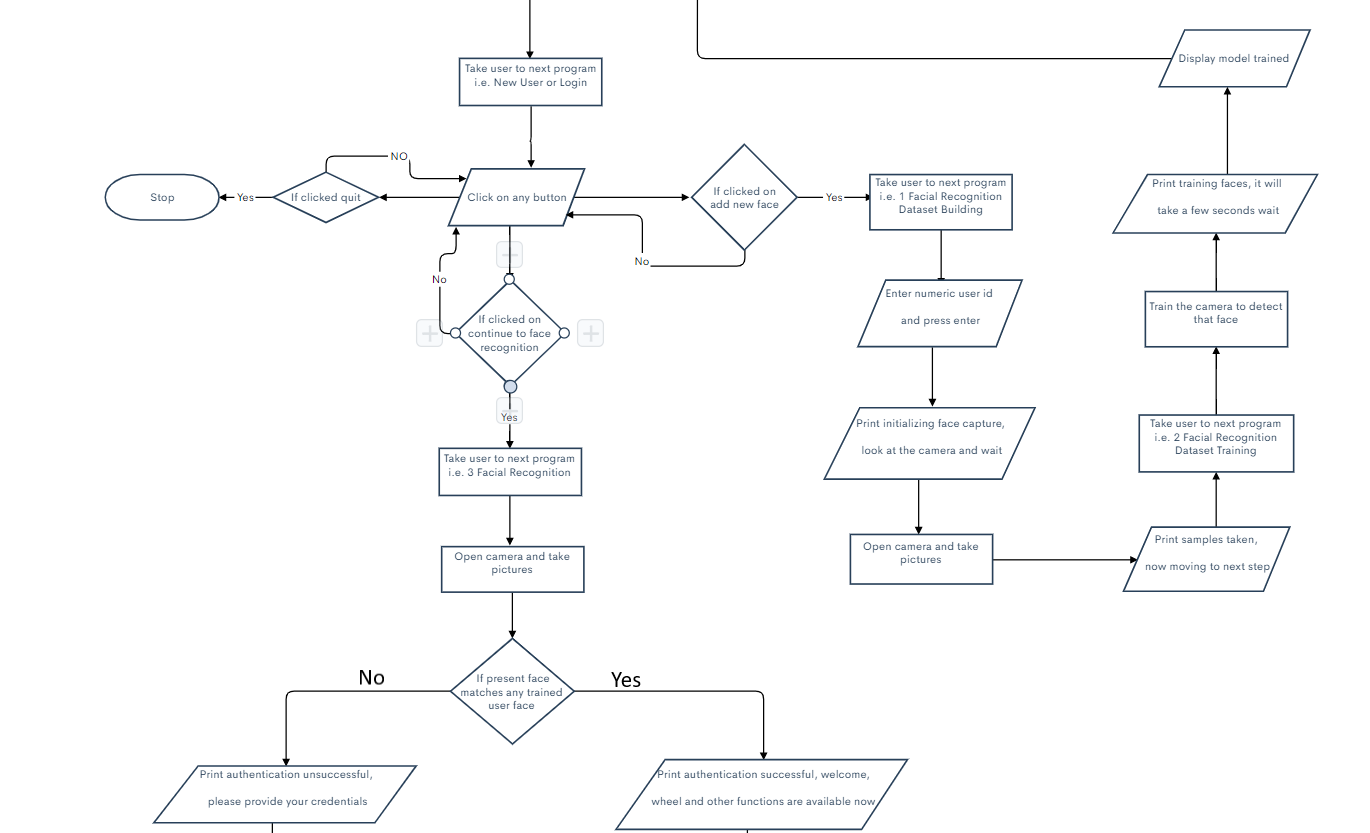 Take user to next program
i.e. New User or Login
Display model trained
NO
Stop
Yes
If clicked quit
Click on any button
If clicked on
add new face
Yes
Take user to next program
i.e. 1 Facial Recognition
Dataset Building
Print training faces, it will
take a few seconds wait
No
No
Enter numeric user id
and press enter
Train the camera to detect
that face
If clicked on
continue to face
recognition
Yes
Print initializing face capture,
look at the camera and wait
Take user to next program
i.e. 2 Facial Recognition
Dataset Training
Take user to next program
i.e. 3 Facial Recognition
Open camera and take
pictures
Print samples taken,
now moving to next step
Open camera and take
pictures
No
If present face
matches any trained
user face
Yes
Print authentication unsuccessful,
please provide your credentials
Print authentication successful, welcome,
wheel and other functions are available now